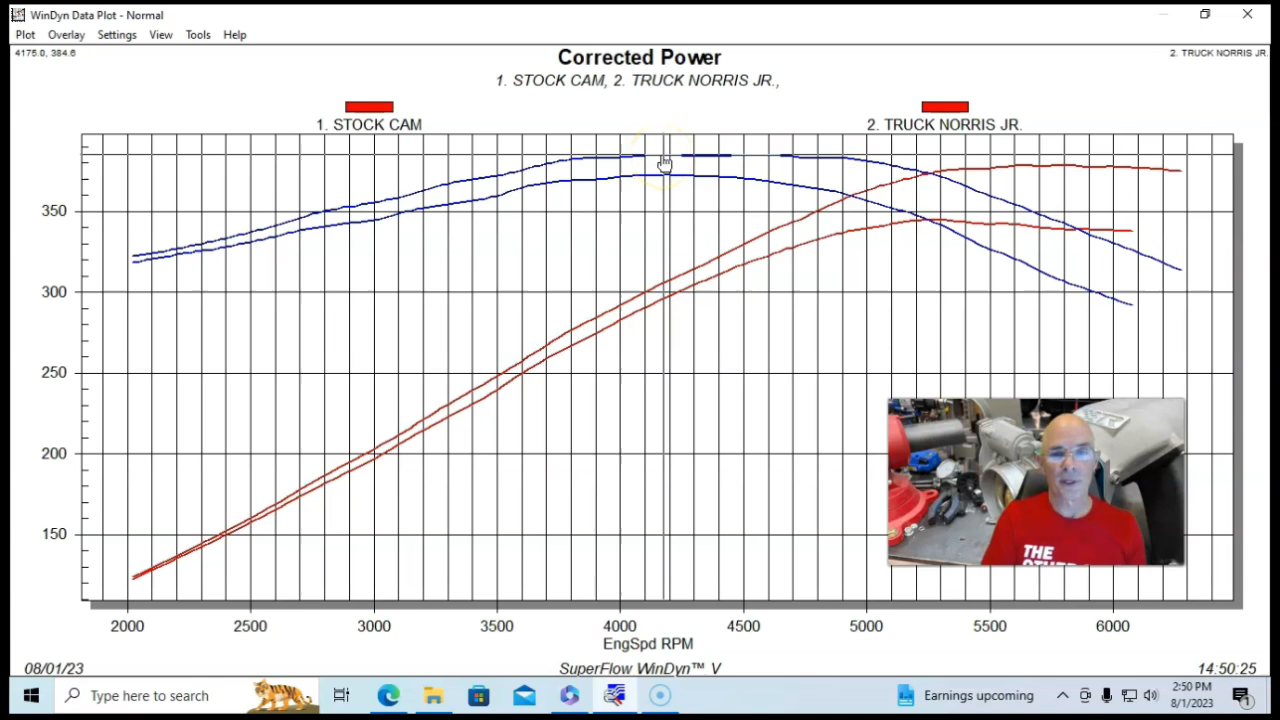 WinDyn Data Plot - Normal
Plot Overlay Settings View Tools Help
4175.0, 384.6
2. TRUCK NORRIS JR.
Corrected Power
1. STOCK CAM, 2. TRUCK NORRIS JR.,
1. STOCK CAM
2. TRUCK NORRIS JR.
350
300
250
200
150
2000 2500 3000 3500 4000 4500 5000 5500 6000
EngSpd RPM
THE
08/01/23
SuperFlow WinDyn™ V
14:50:25
Type here to search
Earnings upcoming
2:50 PM
8/1/2023
1